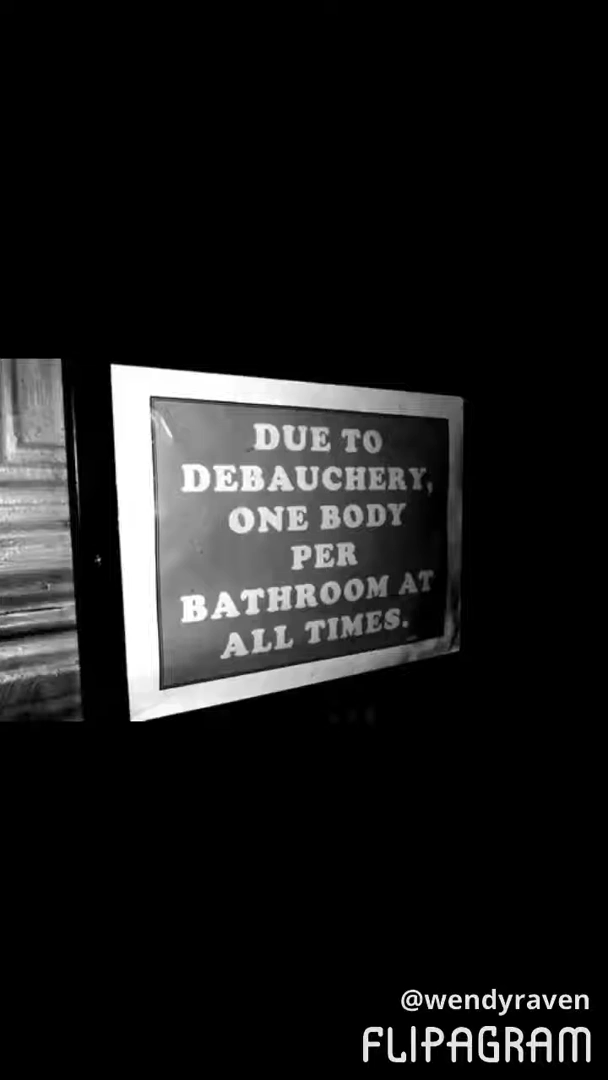 DUE TO
DEBAUCHERY,
ONE BODY
PER
BATHROOM AT
ALL TIMES.
@wendyraven
FLIPAGRAM